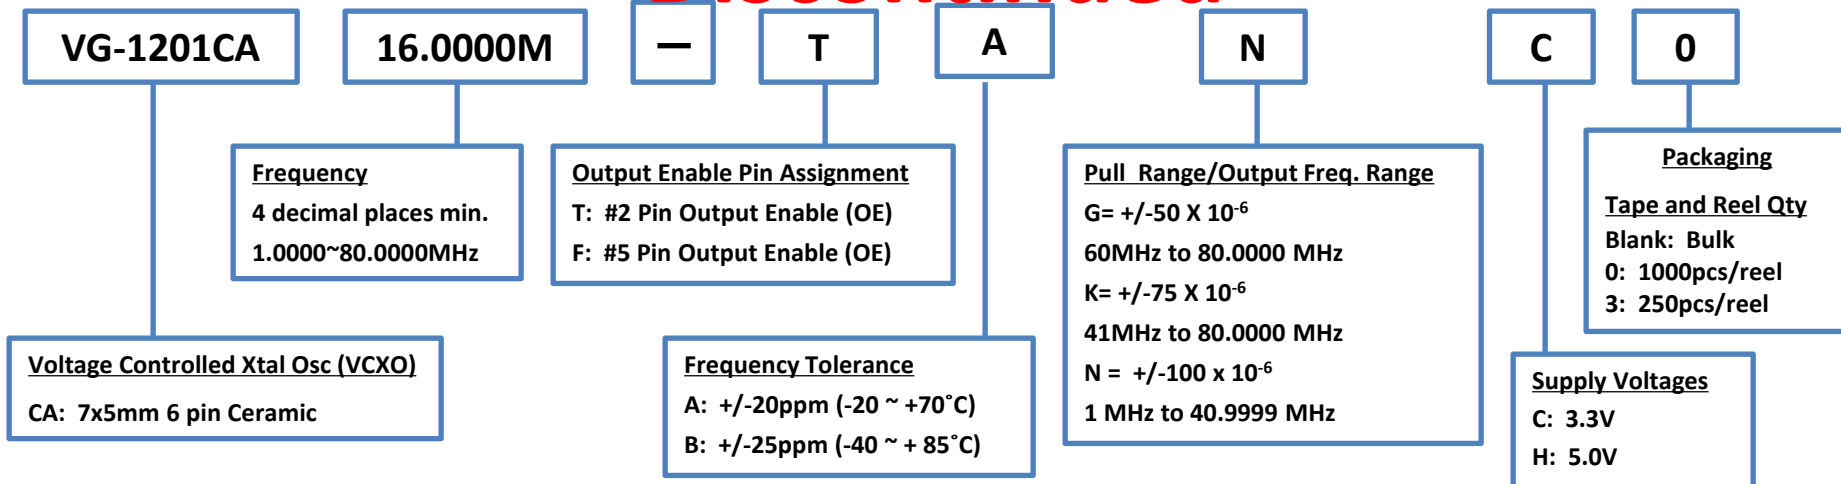 Discontinued
VG-1201CA 16.0000M — T A N C 0
Frequency
4 decimal places min.
1.0000~80.0000MHz
Output Enable Pin Assignment
T: #2 Pin Output Enable (OE)
F: #5 Pin Output Enable (OE)
Pull Range/Output Freq. Range
G= +/-50 X 10⁻⁶
60MHz to 80.0000 MHz
K= +/-75 X 10⁻⁶
41MHz to 80.0000 MHz
N = +/-100 x 10⁻⁶
1 MHz to 40.9999 MHz
Packaging
Tape and Reel Qty
Blank: Bulk
0: 1000pcs/reel
3: 250pcs/reel
Voltage Controlled Xtal Osc (VCXO)
CA: 7x5mm 6 pin Ceramic
Frequency Tolerance
A: +/-20ppm (-20 ~ +70˚C)
B: +/-25ppm (-40 ~ + 85˚C)
Supply Voltages
C: 3.3V
H: 5.0V